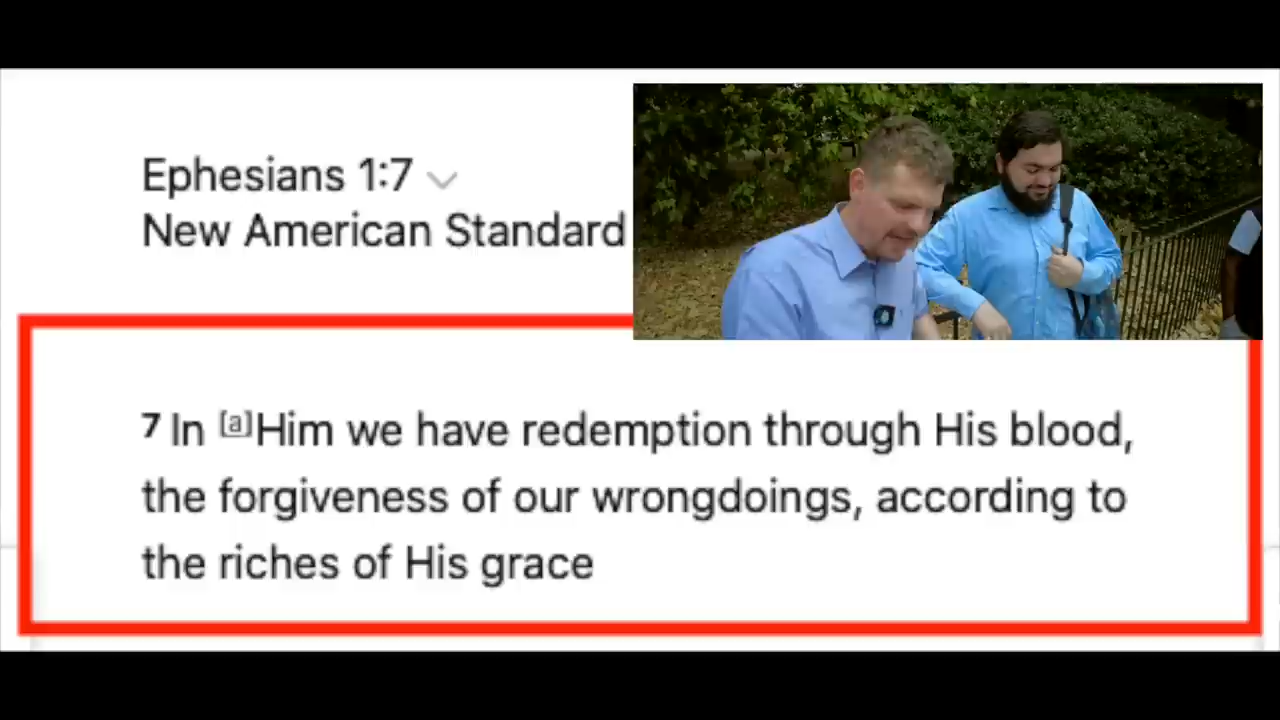 Ephesians 1:7
New American Standard
7 In [a]Him we have redemption through His blood,
the forgiveness of our wrongdoings, according to
the riches of His grace